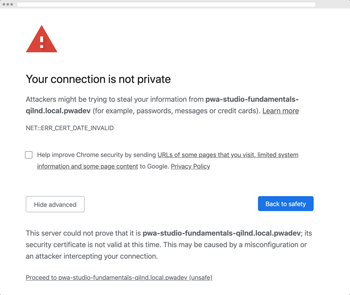 Your connection is not private
Attackers might be trying to steal your information from pwa-studio-fundamentals-
qilnd.local.pwadev (for example, passwords, messages or credit cards). Learn more
NET::ERR_CERT_DATE_INVALID
Help improve Chrome security by sending URLs of some pages that you visit, limited system
information and some page content to Google. Privacy Policy
Hide advanced
Back to safety
This server could not prove that it is pwa-studio-fundamentals-qilnd.local.pwadev; its
security certificate is not valid at this time. This may be caused by a misconfiguration or
an attacker intercepting your connection.
Proceed to pwa-studio-fundamentals-qilnd.local.pwadev (unsafe)